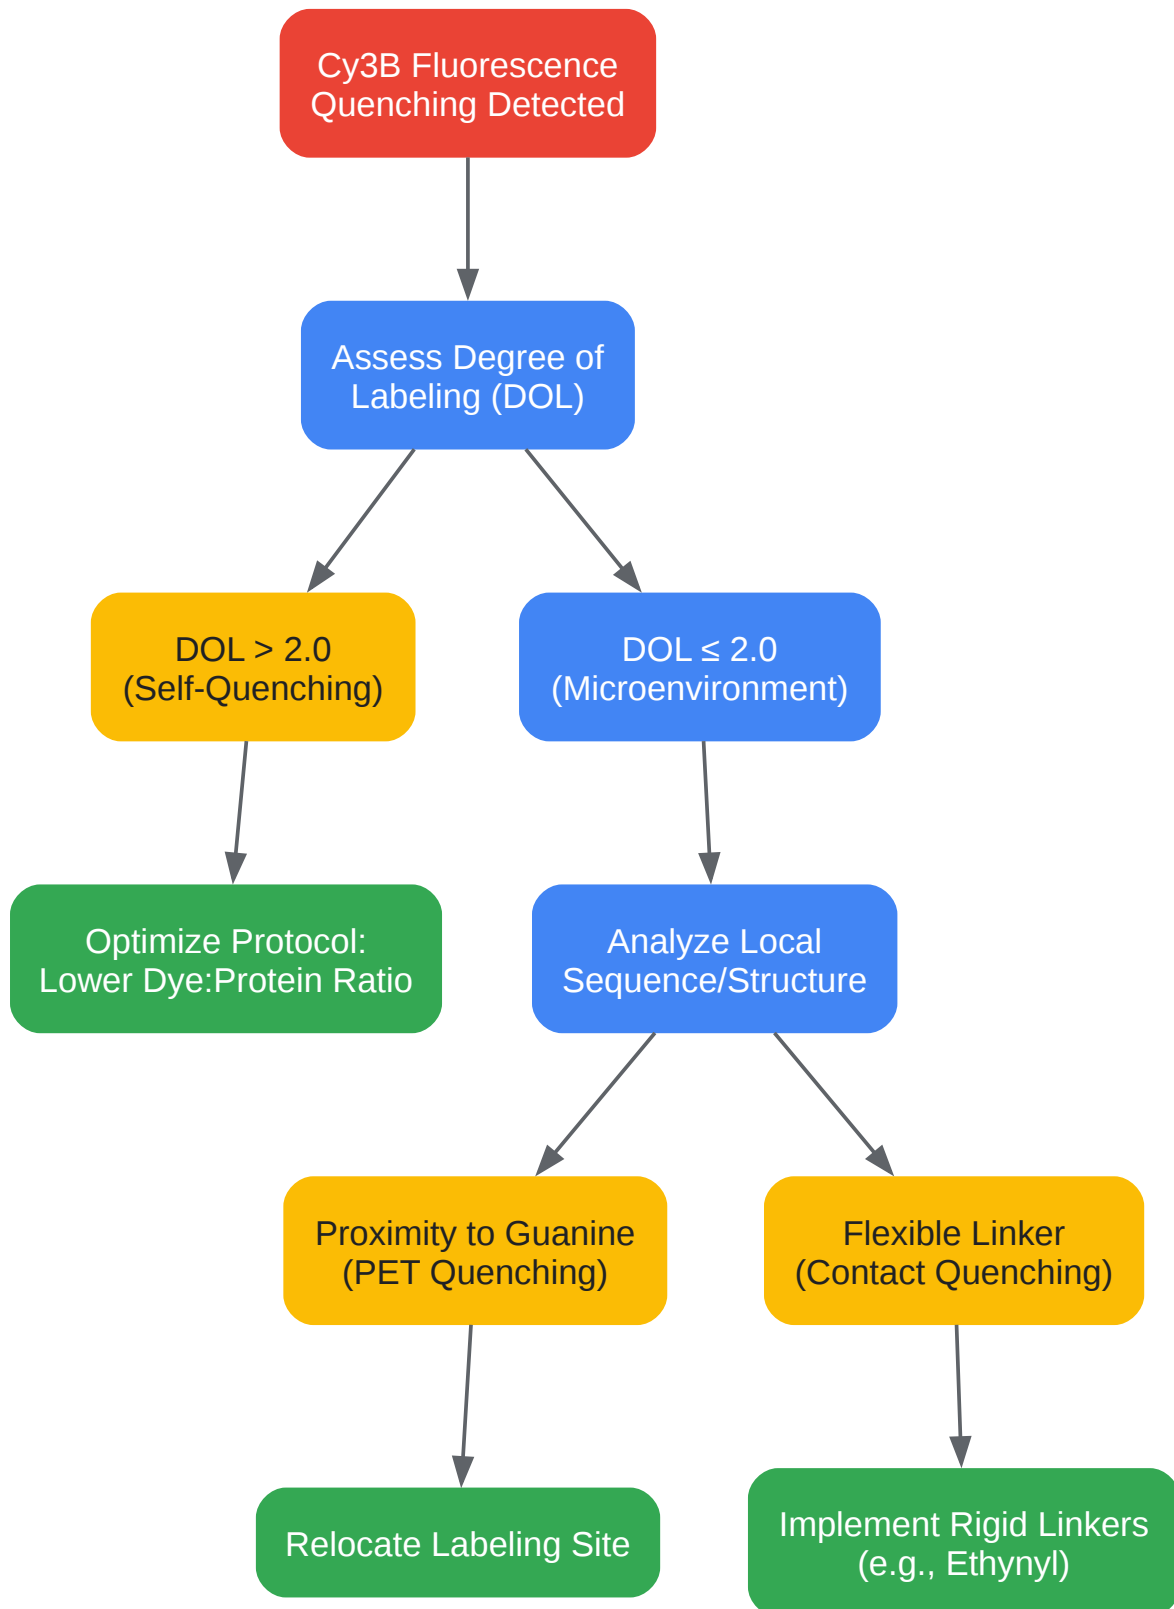 Cy3B Fluorescence
Quenching Detected
Assess Degree of
Labeling (DOL)
DOL > 2.0
(Self-Quenching)
DOL ≤ 2.0
(Microenvironment)
Optimize Protocol:
Lower Dye:Protein Ratio
Analyze Local
Sequence/Structure
Proximity to Guanine
(PET Quenching)
Flexible Linker
(Contact Quenching)
Relocate Labeling Site
Implement Rigid Linkers
(e.g., Ethynyl)